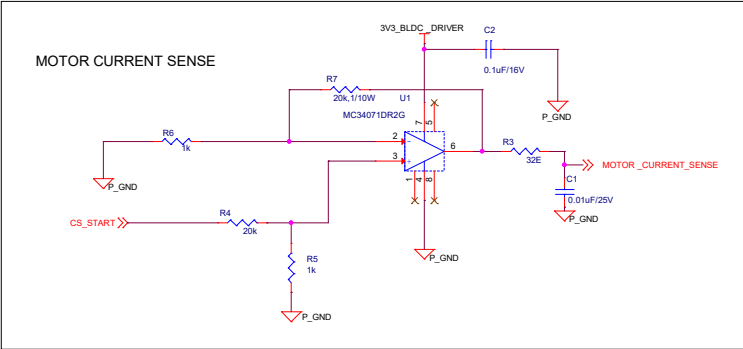 3V3_BLDC _DRIVER
C2
0.1uF/16V
P_GND
MOTOR CURRENT SENSE
R7
20k,1/10W
U1
MC34071DR2G
7
5
R6
1k
P_GND
2
-
3
+
6
1
4
8
R3
32E
MOTOR _CURRENT_SENSE
C1
0.01uF/25V
P_GND
CS_START
R4
20k
R5
1k
P_GND
P_GND